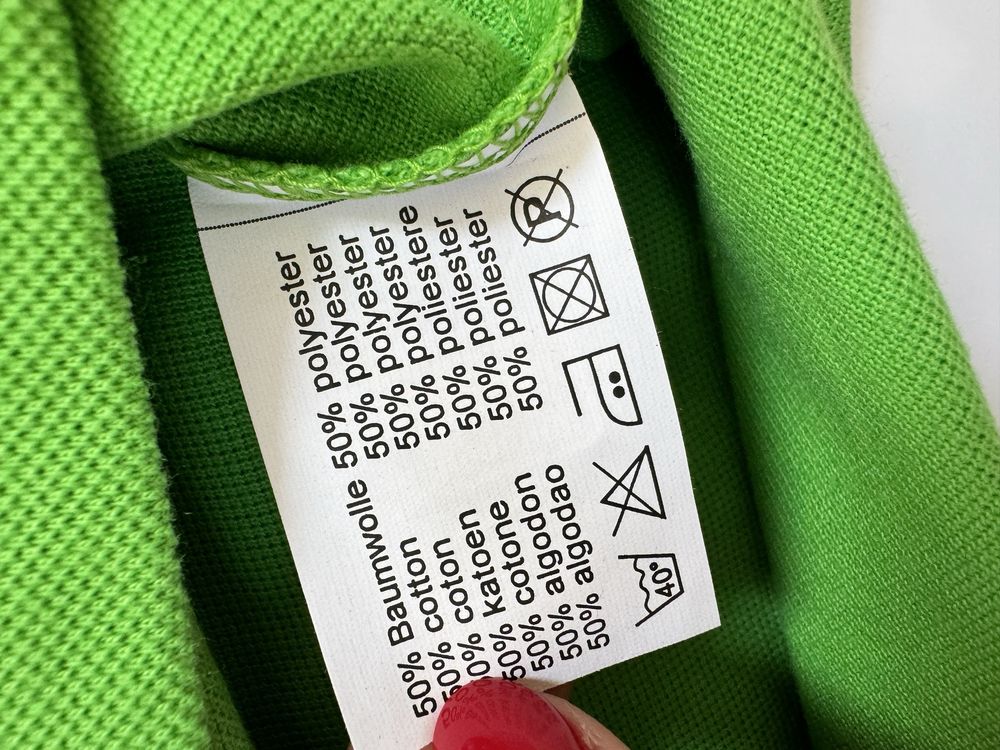 50% Baumwolle 50% polyester
50% cotton 50% polyester
50% coton 50% polyester
50% katoen 50% polyester
50% cotone 50% poliestere
50% algodon 50% poliester
50% algodao 50% poliester
40°
P